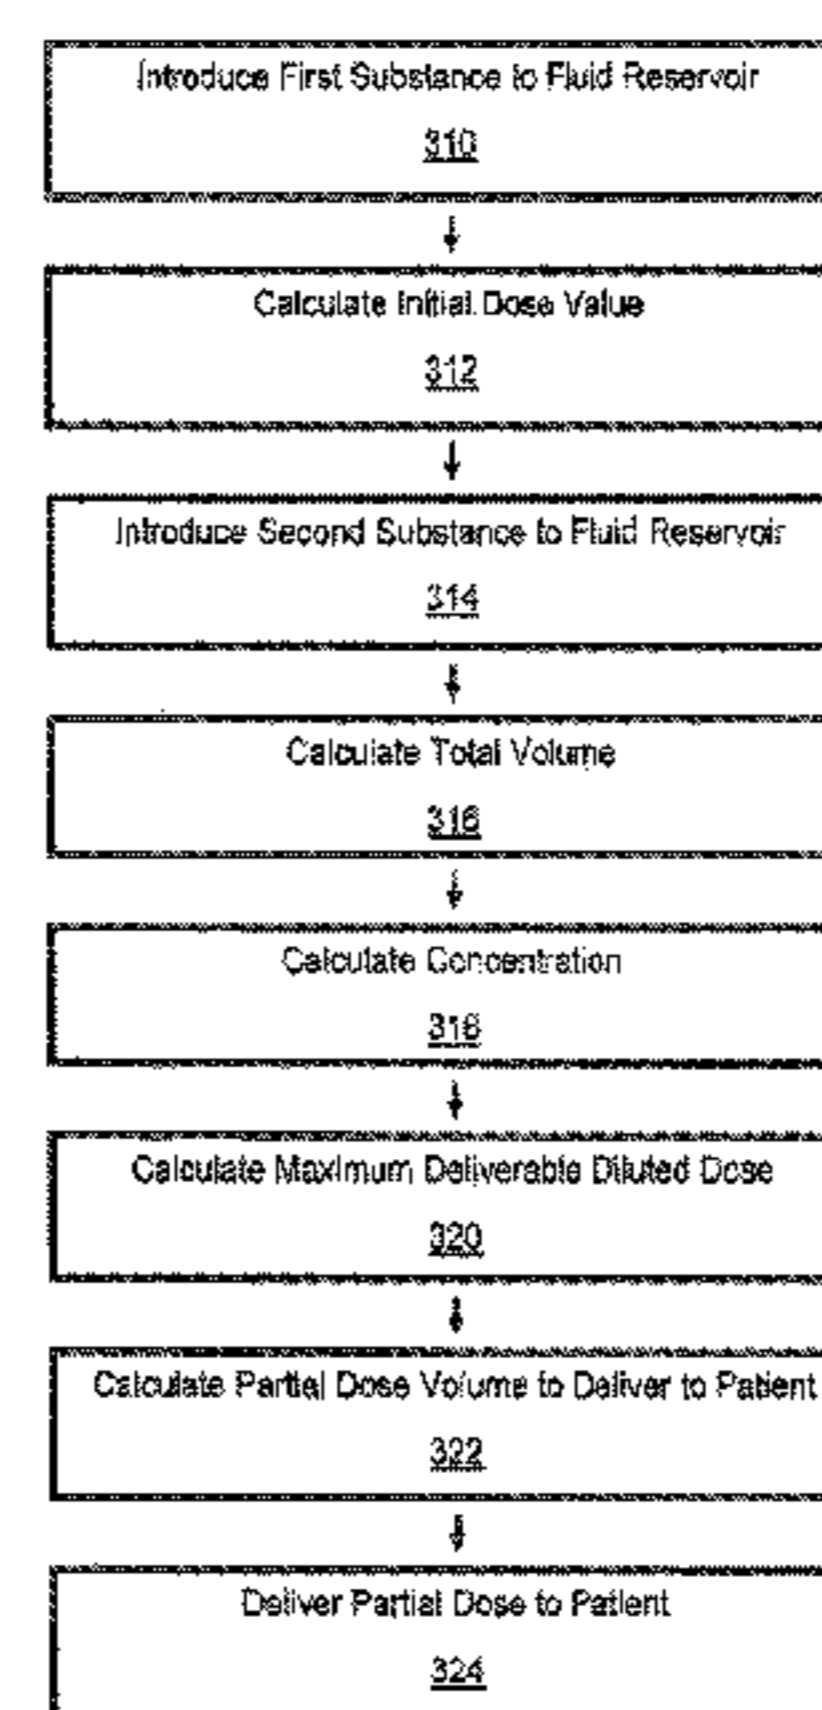 Introduce First Substance to Fluid Reservoir
310
Calculate Initial Dose Value
312
Introduce Second Substance to Fluid Reservoir
314
Calculate Total Volume
316
Calculate Concentration
318
Calculate Maximum Deliverable Diluted Dose
320
Calculate Partial Dose Volume to Deliver to Patient
322
Deliver Partial Dose to Patient
324